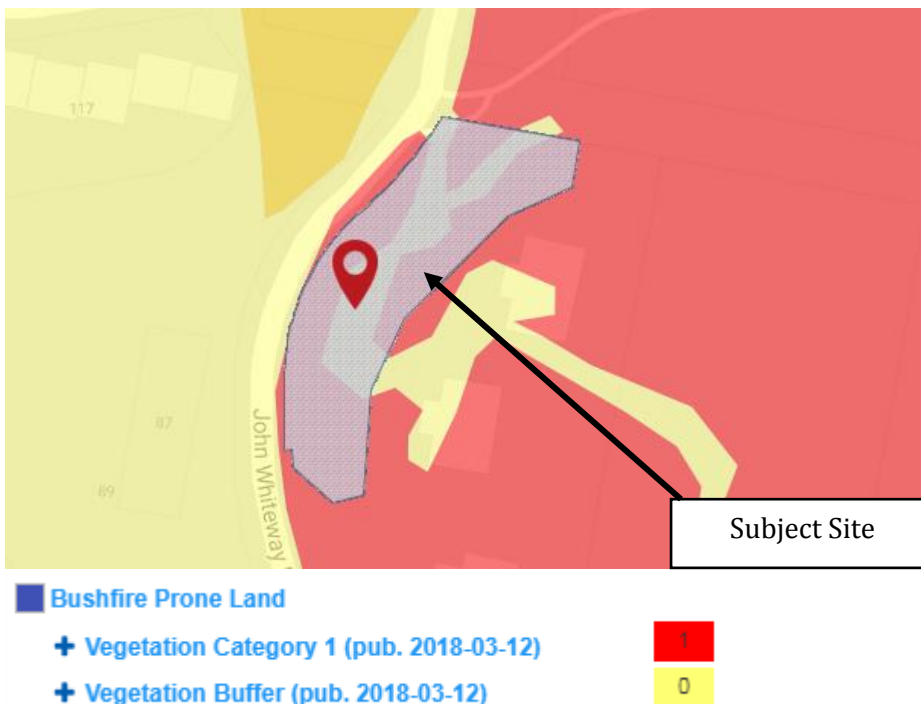 117
87
89
John Whiteway
Subject Site
Bushfire Prone Land
+ Vegetation Category 1 (pub. 2018-03-12)
1
+ Vegetation Buffer (pub. 2018-03-12)
0